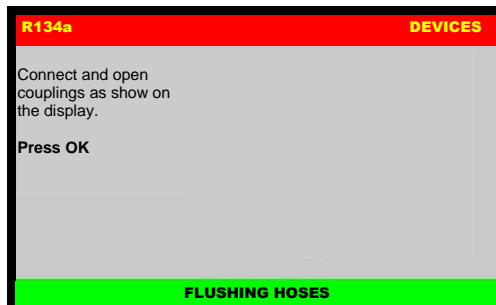 R134a DEVICES
Connect and open
couplings as show on
the display.
Press OK
FLUSHING HOSES